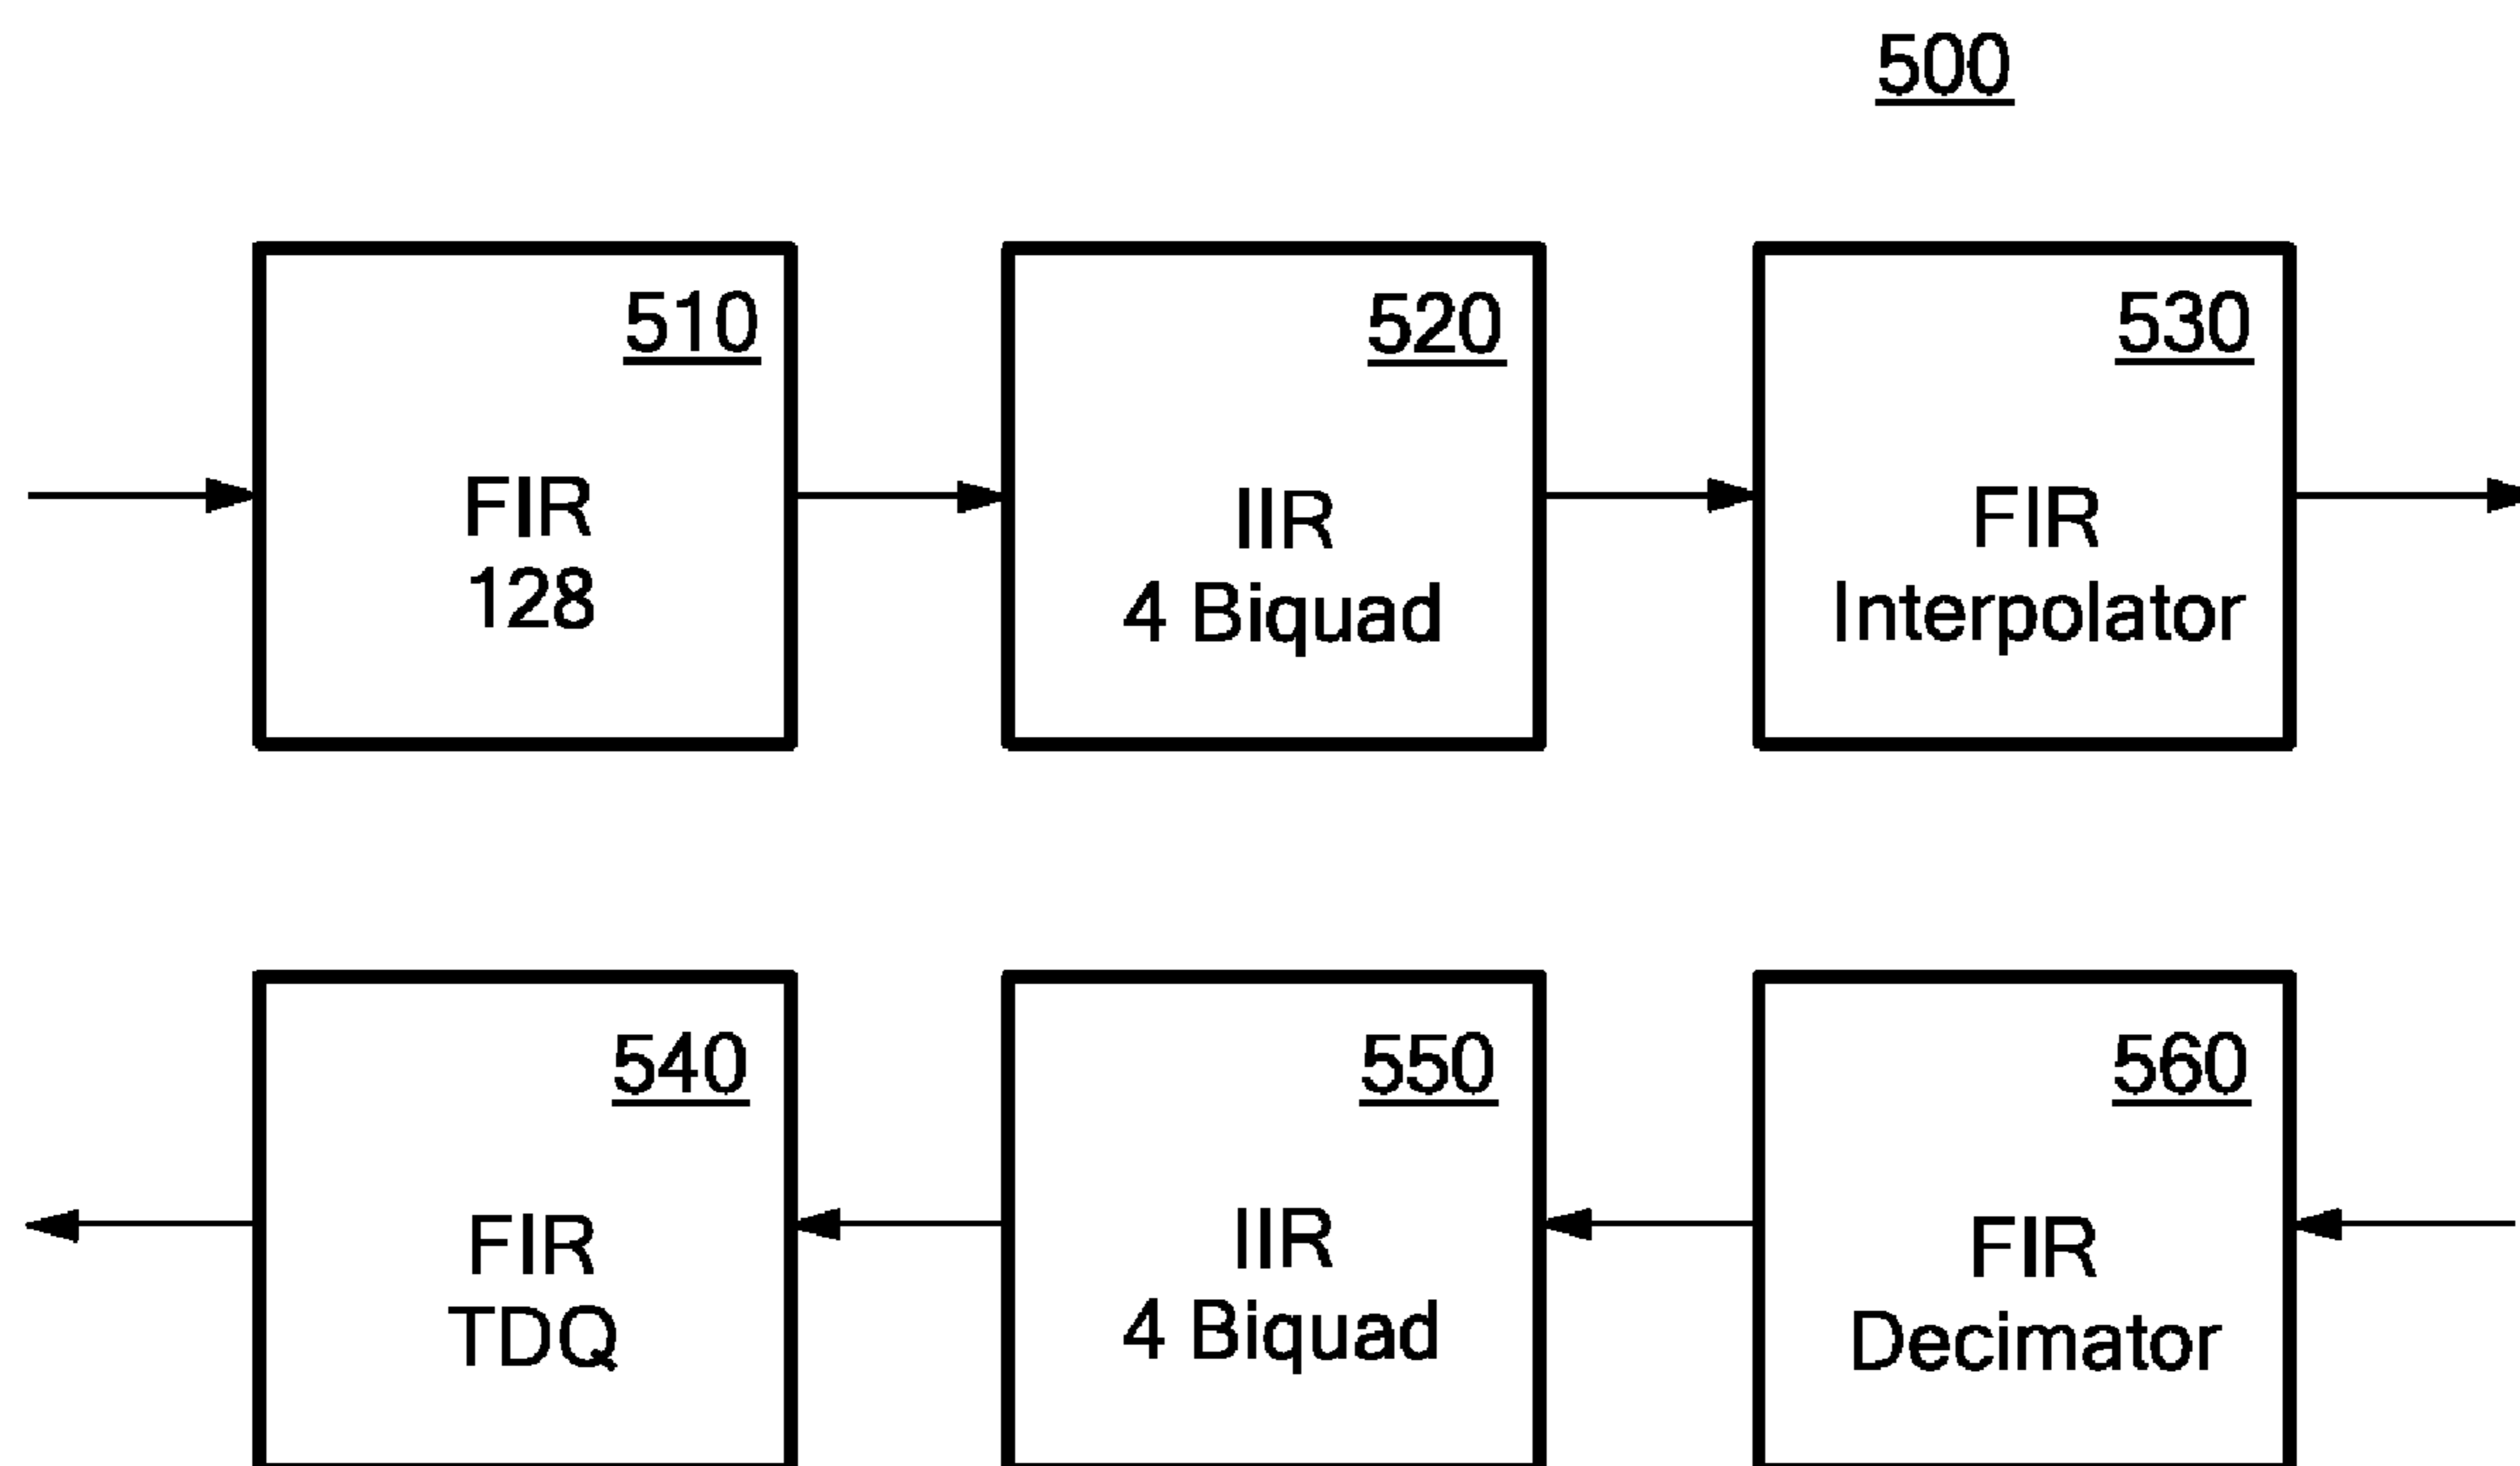 500
510
FIR
128
520
IIR
4 Biquad
530
FIR
Interpolator
540
FIR
TDQ
550
IIR
4 Biquad
560
FIR
Decimator